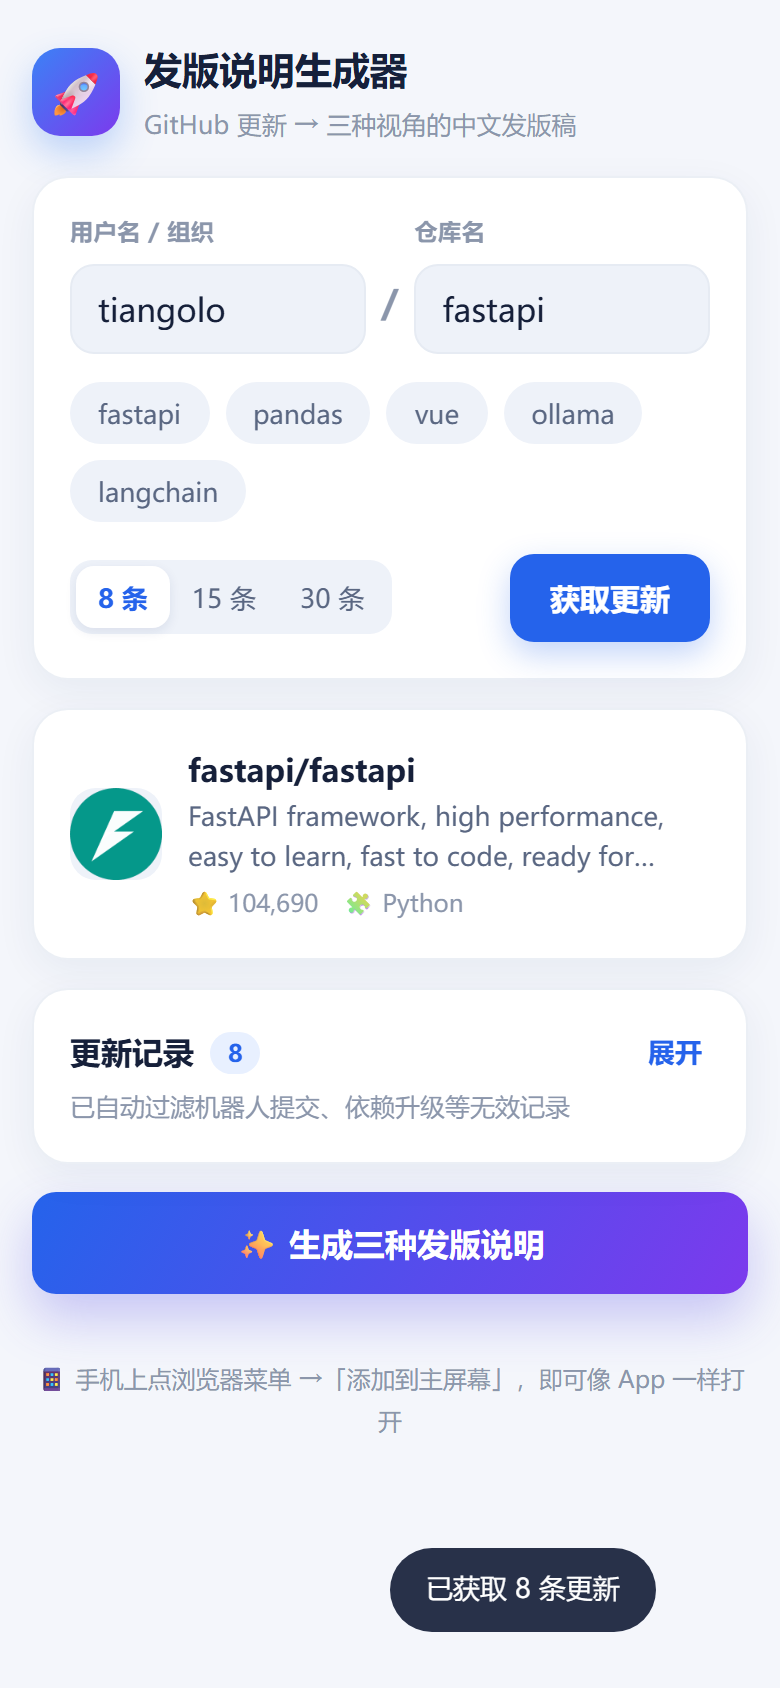 发版说明生成器
GitHub 更新 → 三种视角的中文发版稿
用户名 / 组织
仓库名
tiangolo / fastapi
fastapi pandas vue ollama
langchain
8 条 15 条 30 条 获取更新
fastapi/fastapi
FastAPI framework, high performance,
easy to learn, fast to code, ready for...
104,690 Python
更新记录 8 展开
已自动过滤机器人提交、依赖升级等无效记录
生成三种发版说明
手机上点浏览器菜单 →「添加到主屏幕」，即可像 App 一样打
开
已获取 8 条更新